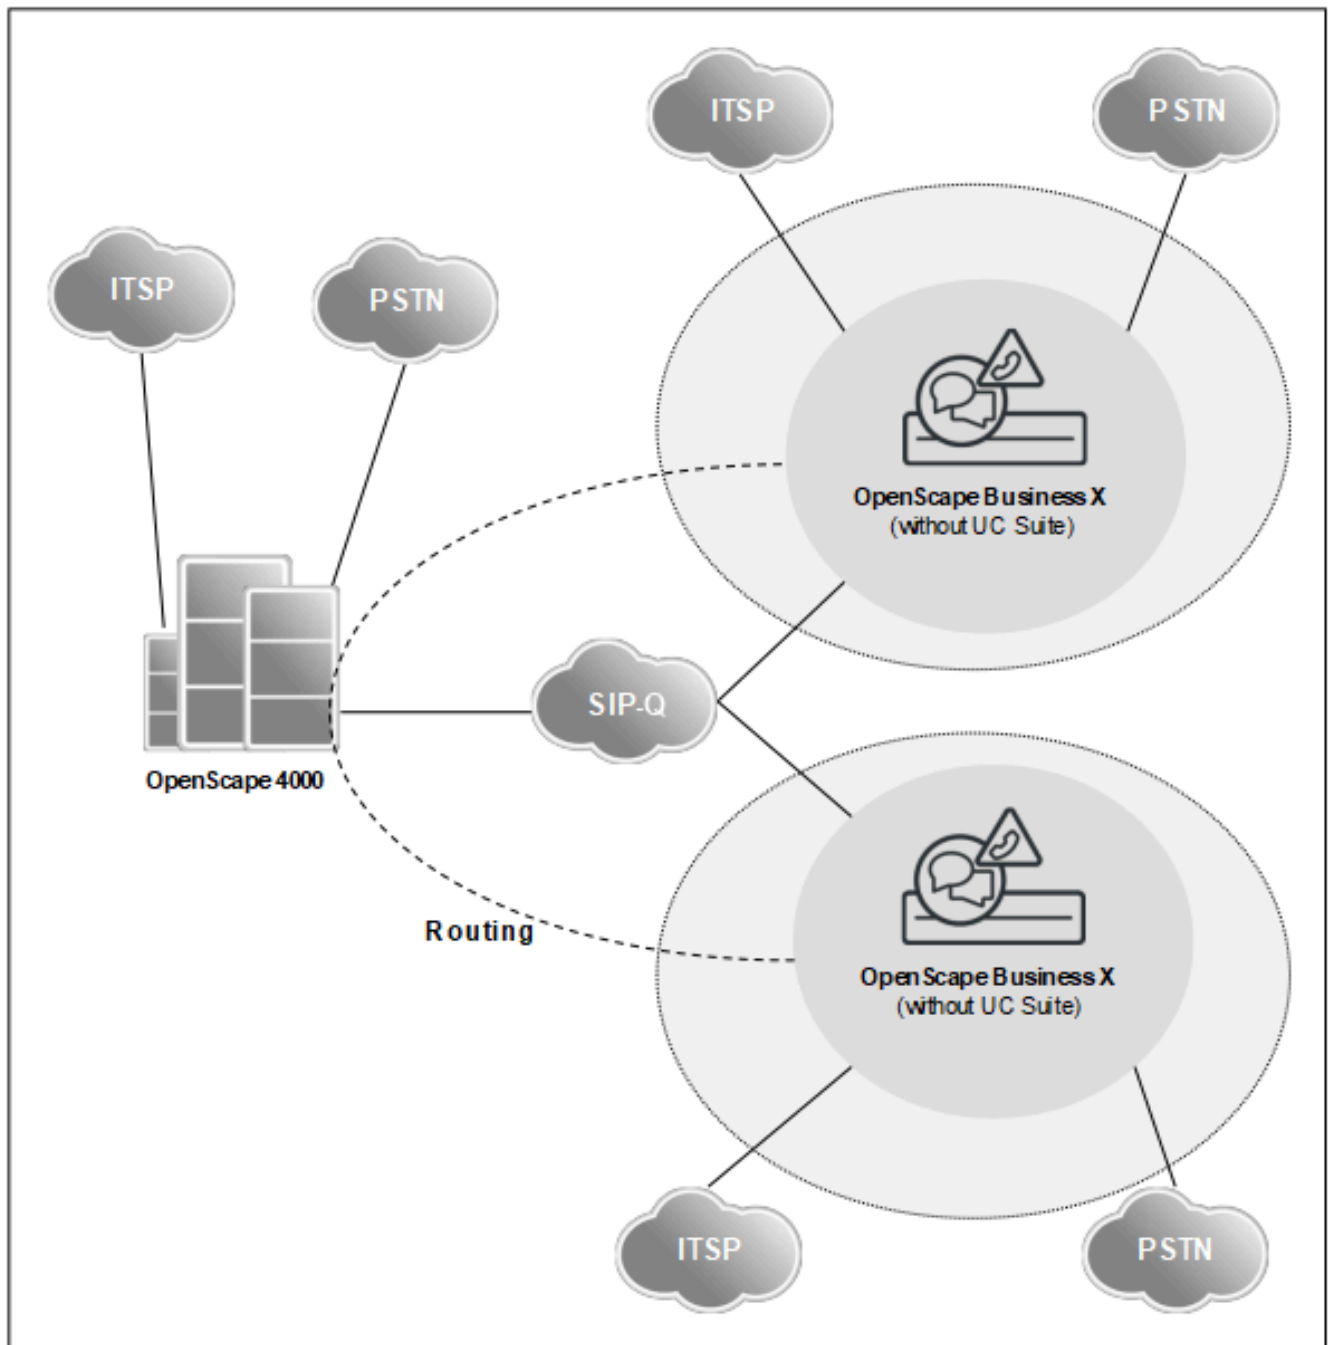 ITSP
PSTN
ITSP
PSTN
OpenScape Business X
(without UC Suite)
SIP-Q
OpenScape 4000
Routing
OpenScape Business X
(without UC Suite)
ITSP
PSTN